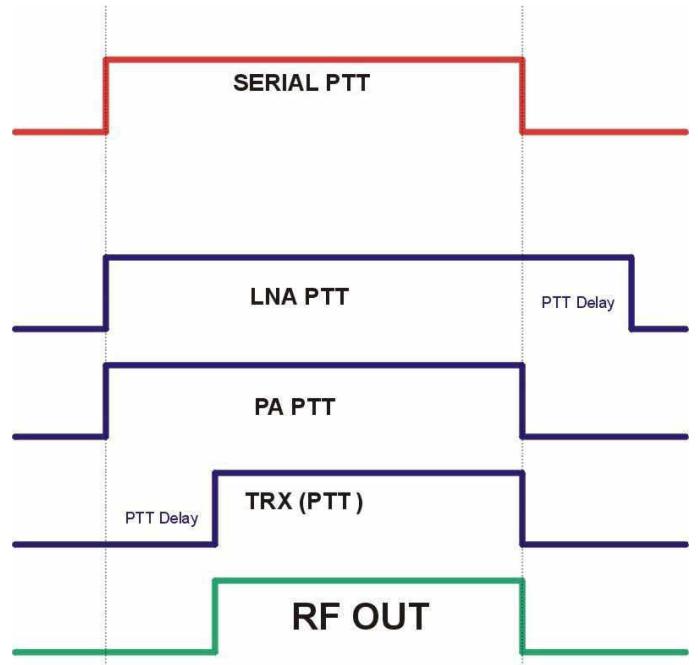 SERIAL PTT
LNA PTT
PTT Delay
PA PTT
TRX (PTT )
PTT Delay
RF OUT